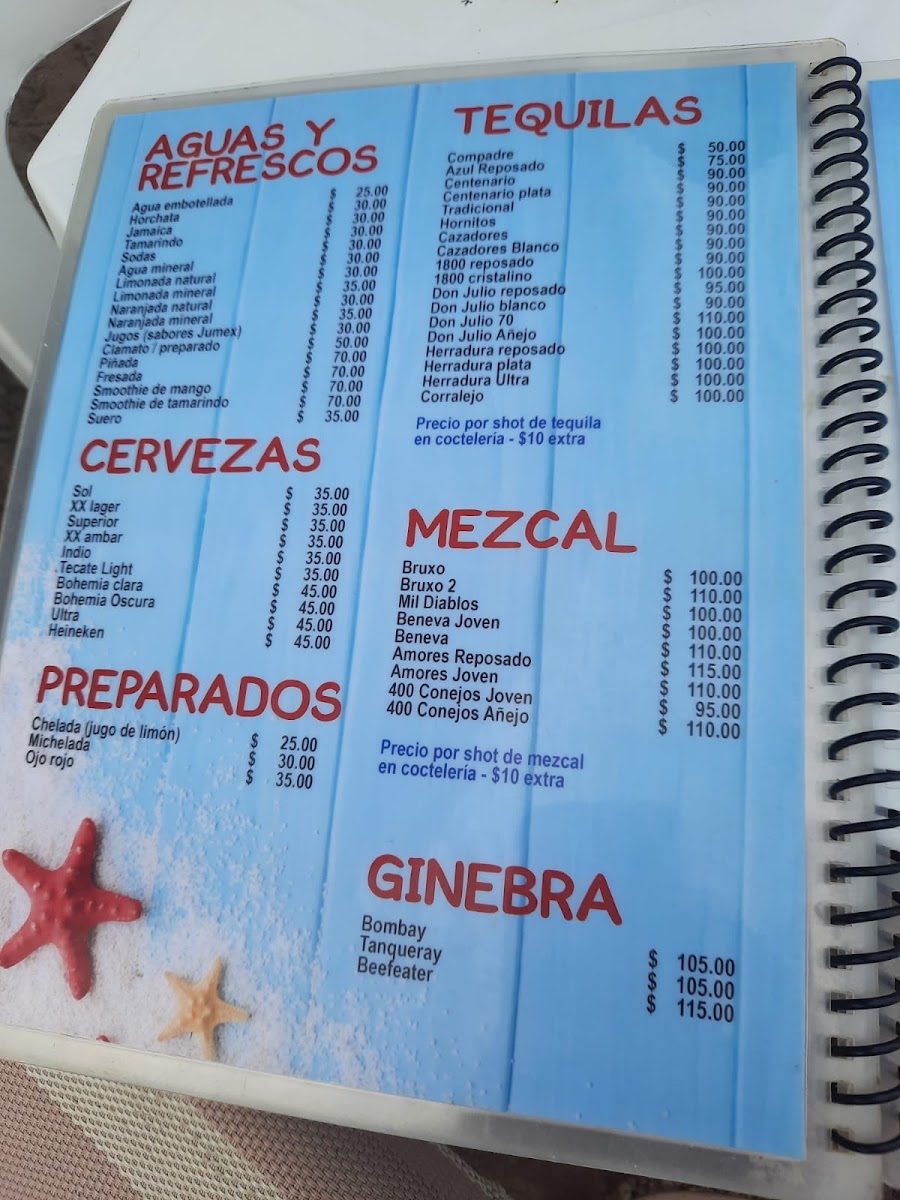 AGUAS Y
REFRESCOS
Agua embotellada $ 25.00
Horchata $ 30.00
Jamaica $ 30.00
Tamarindo $ 30.00
Sodas $ 30.00
Agua mineral $ 30.00
Limonada natural $ 30.00
Limonada mineral $ 35.00
Naranjada natural $ 30.00
Naranjada mineral $ 35.00
Jugos (sabores Jumex) $ 30.00
Clamato / preparado $ 50.00
Piñada $ 70.00
Fresada $ 70.00
Smoothie de mango $ 70.00
Smoothie de tamarindo $ 70.00
Suero $ 35.00
CERVEZAS
Sol $ 35.00
XX lager $ 35.00
Superior $ 35.00
XX ambar $ 35.00
Indio $ 35.00
Tecate Light $ 35.00
Bohemia clara $ 45.00
Bohemia Oscura $ 45.00
Ultra $ 45.00
Heineken $ 45.00
PREPARADOS
Chelada (jugo de limón) $ 25.00
Michelada $ 30.00
Ojo rojo $ 35.00
TEQUILAS
Compadre $ 50.00
Azul Reposado $ 75.00
Centenario $ 90.00
Centenario plata $ 90.00
Tradicional $ 90.00
Hornitos $ 90.00
Cazadores $ 90.00
Cazadores Blanco $ 90.00
1800 reposado $ 90.00
1800 cristalino $ 100.00
Don Julio reposado $ 95.00
Don Julio blanco $ 90.00
Don Julio 70 $ 110.00
Don Julio Añejo $ 100.00
Herradura reposado $ 100.00
Herradura plata $ 100.00
Herradura Ultra $ 100.00
Corralejo $ 100.00
Precio por shot de tequila
en coctelería - $10 extra
MEZCAL
Bruxo $ 100.00
Bruxo 2 $ 110.00
Mil Diablos $ 100.00
Beneva Joven $ 100.00
Beneva $ 110.00
Amores Reposado $ 115.00
Amores Joven $ 110.00
400 Conejos Joven $ 95.00
400 Conejos Añejo $ 110.00
Precio por shot de mezcal
en coctelería - $10 extra
GINEBRA
Bombay $ 105.00
Tanqueray $ 105.00
Beefeater $ 115.00